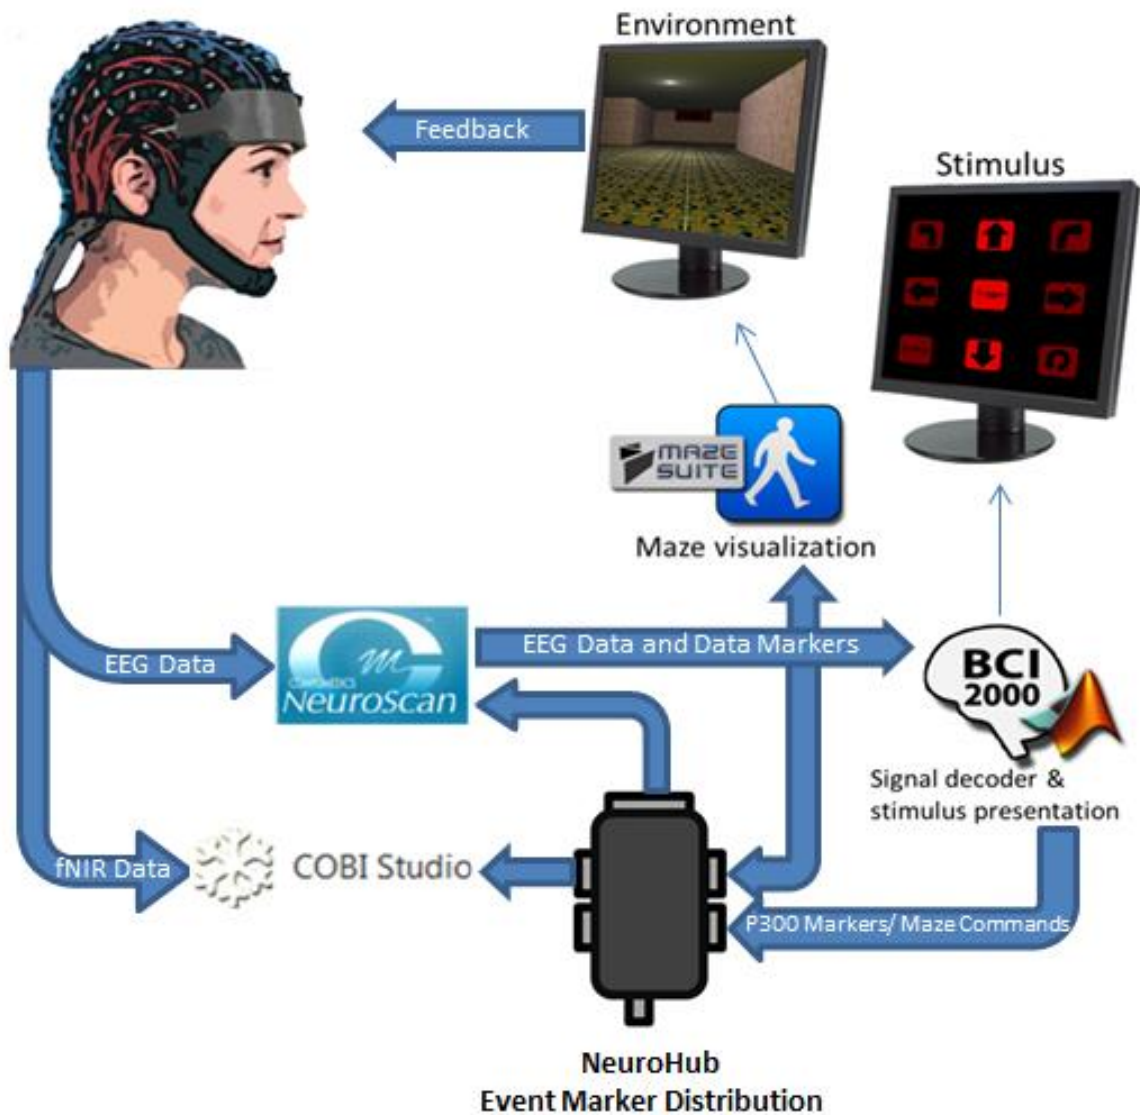 Environment
Feedback
Stimulus
MAZE
SUITE
Maze visualization
EEG Data
NeuroScan
EEG Data and Data Markers
BCI
2000
Signal decoder &
stimulus presentation
fNIR Data
COBI Studio
P300 Markers/ Maze Commands
NeuroHub
Event Marker Distribution